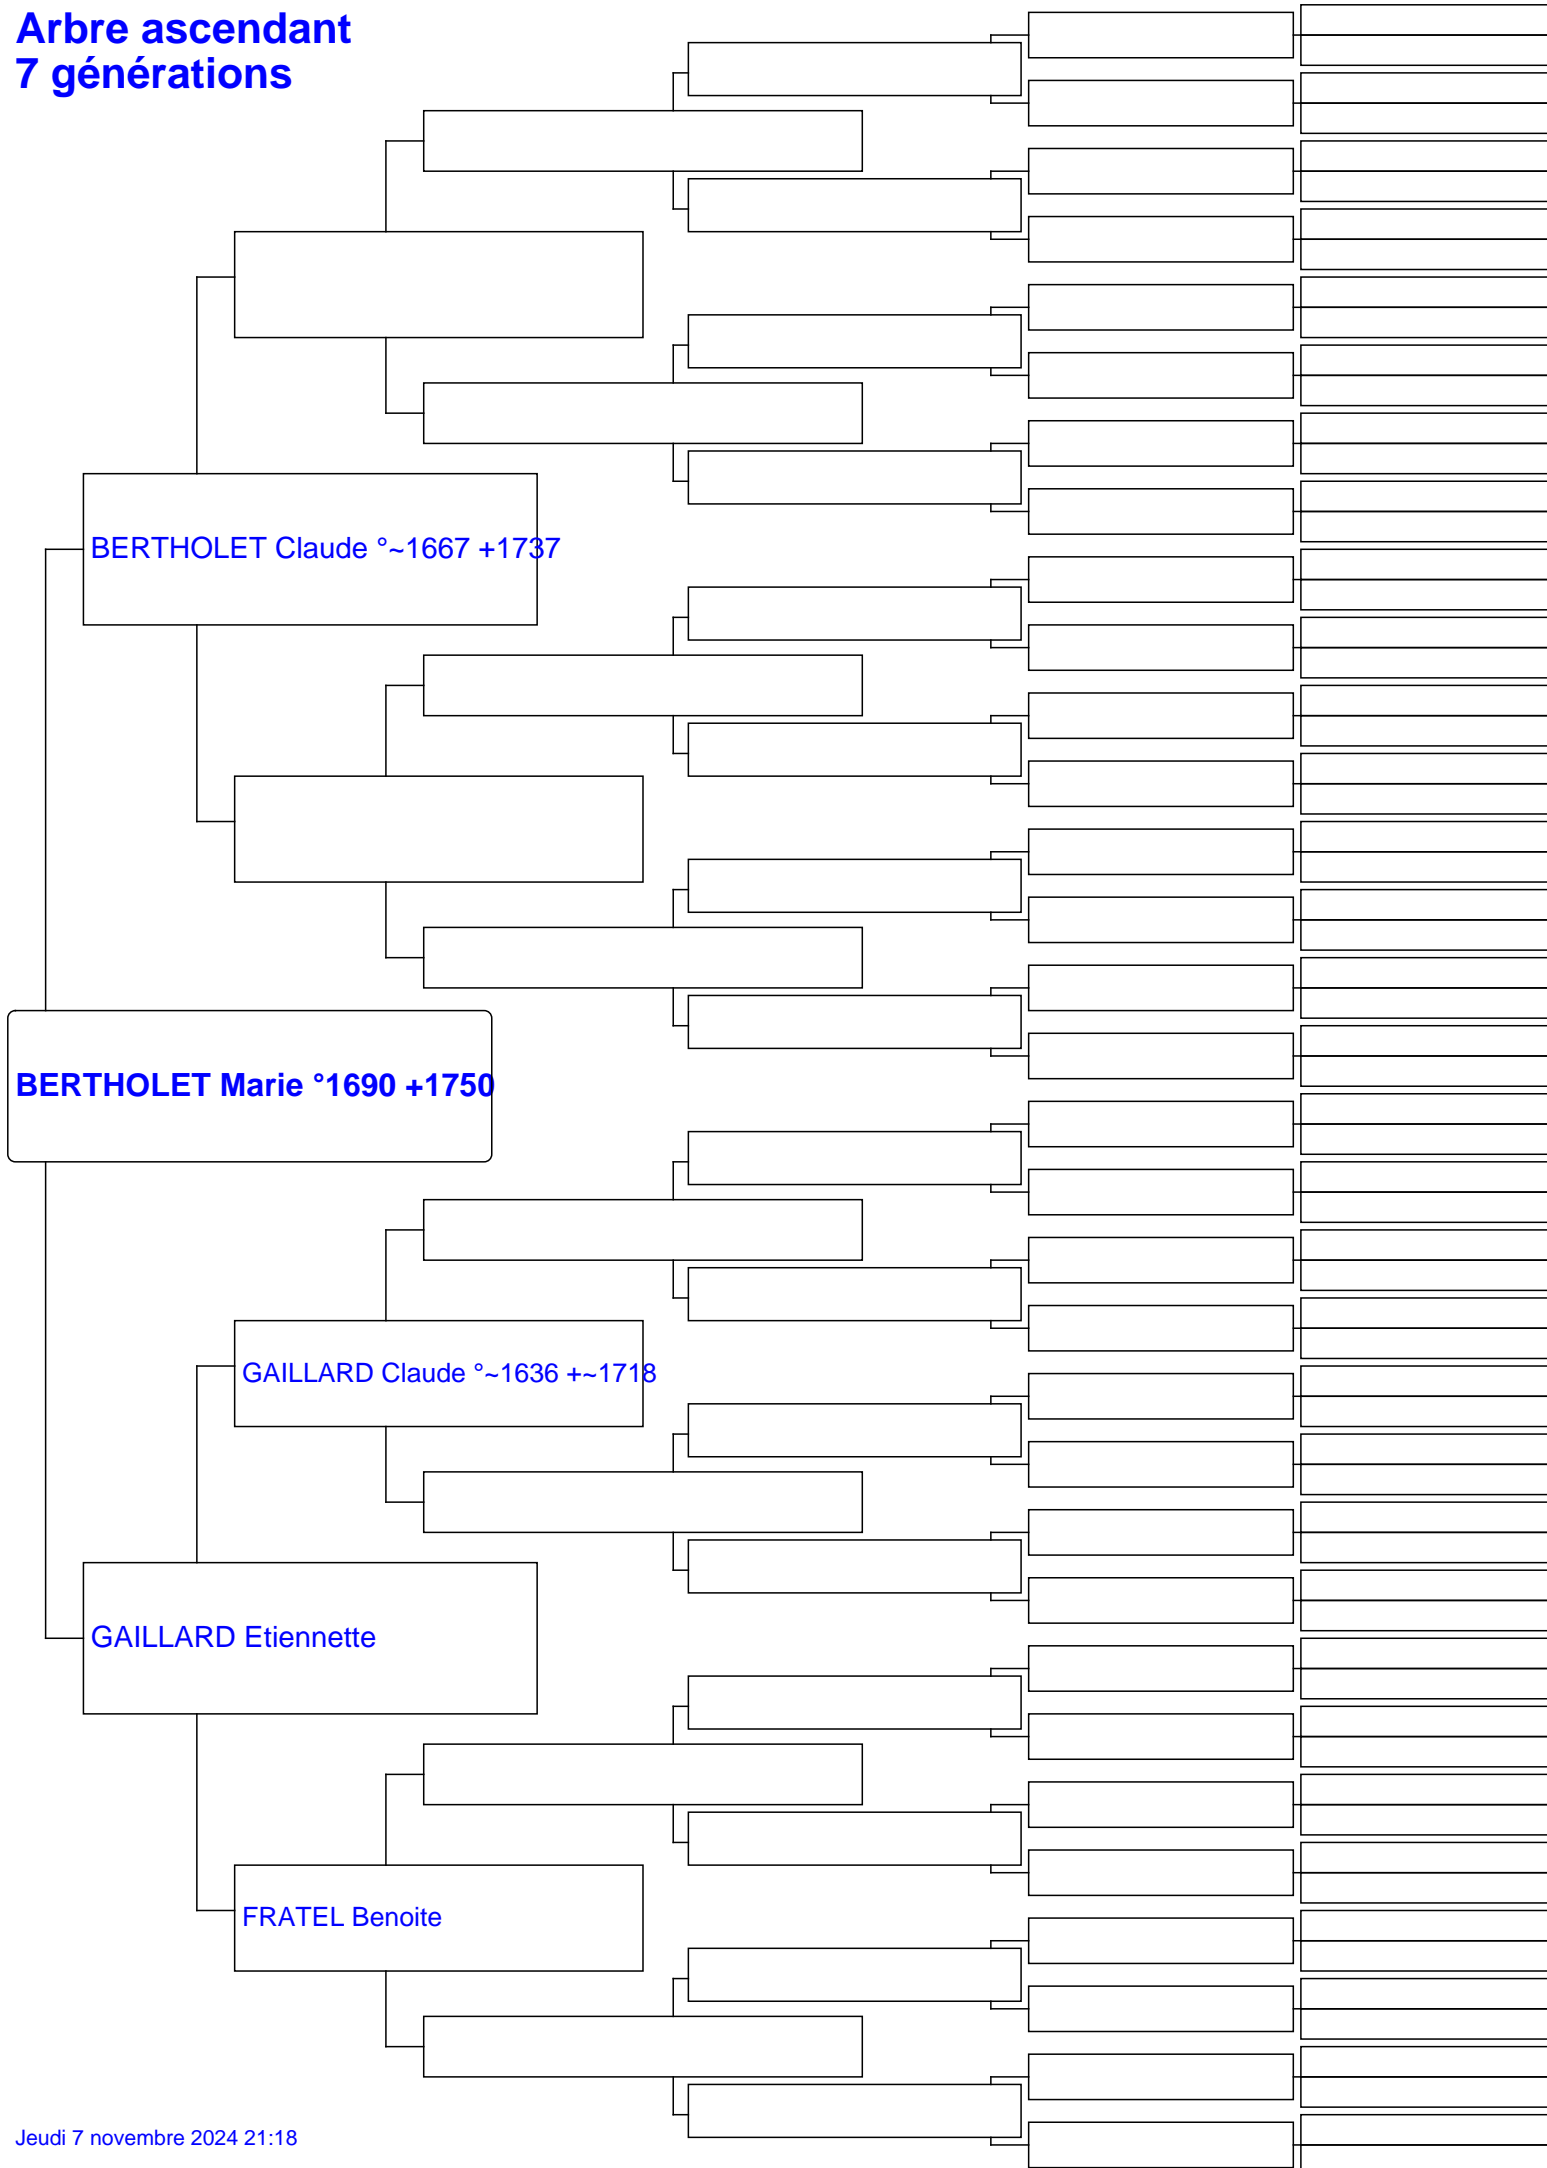 Arbre ascendant
7 générations
BERTHOLET Claude °~1667 +1737
BERTHOLET Marie °1690 +1750
GAILLARD Claude °~1636 +~1718
GAILLARD Etiennette
FRATEL Benoite
Jeudi 7 novembre 2024 21:18